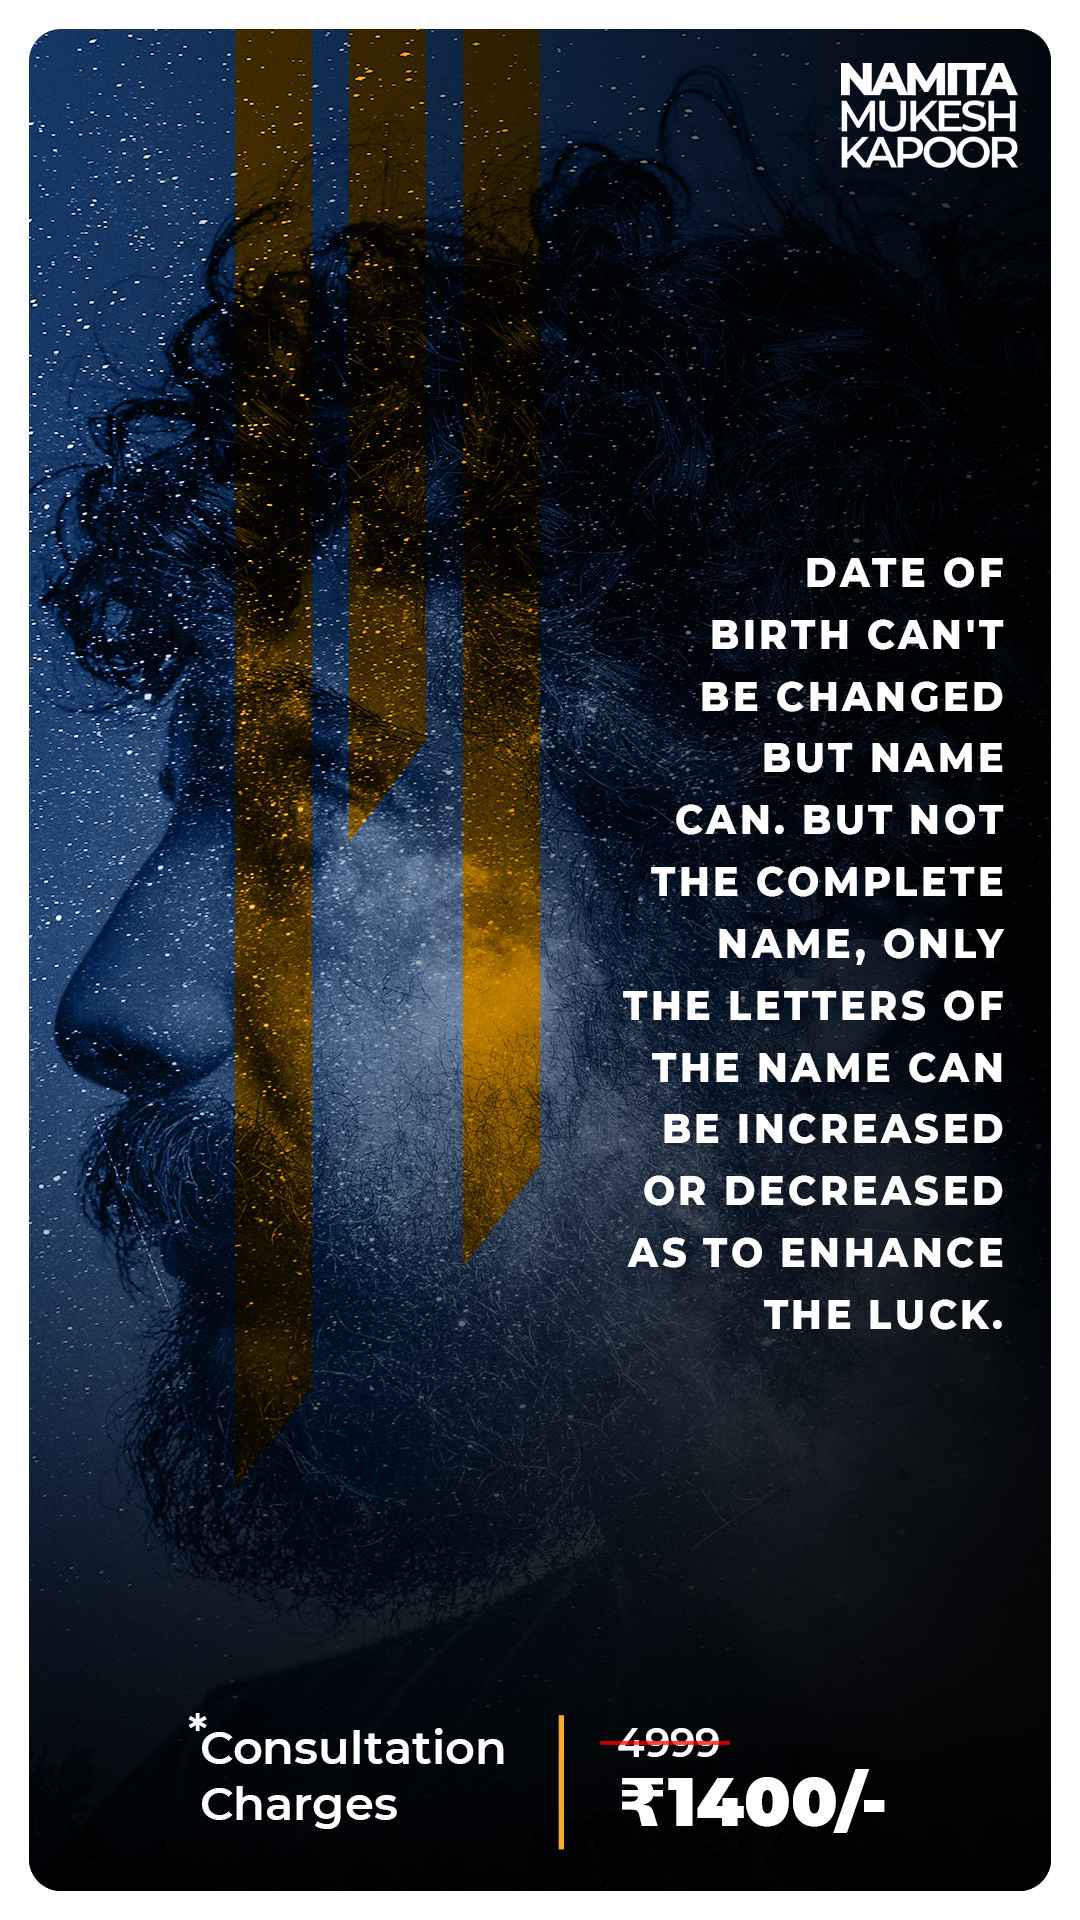 NAMITA
MUKESH
KAPOOR
DATE OF
BIRTH CAN'T
BE CHANGED
BUT NAME
CAN. BUT NOT
THE COMPLETE
NAME, ONLY
THE LETTERS OF
THE NAME CAN
BE INCREASED
OR DECREASED
AS TO ENHANCE
THE LUCK.
*Consultation
Charges
4999
₹1400/-